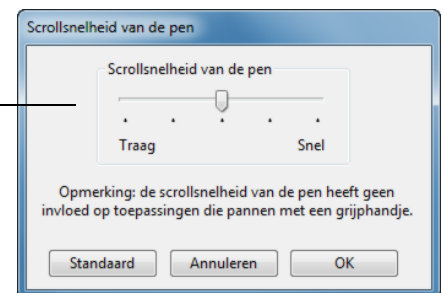 Scrollsnelheid van de pen
Scrollsnelheid van de pen
Traag Snel
Opmerking: de scrollsnelheid van de pen heeft geen
invloed op toepassingen die pannen met een grijphandje.
Standaard Annuleren OK